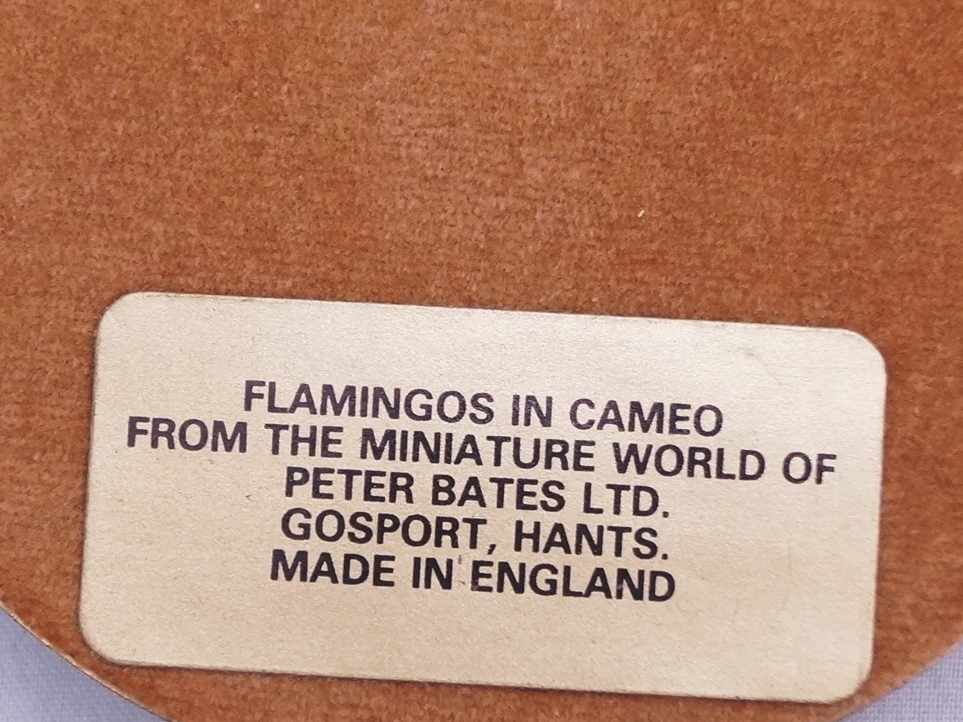 FLAMINGOS IN CAMEO
FROM THE MINIATURE WORLD OF
PETER BATES LTD.
GOSPORT, HANTS.
MADE IN ENGLAND